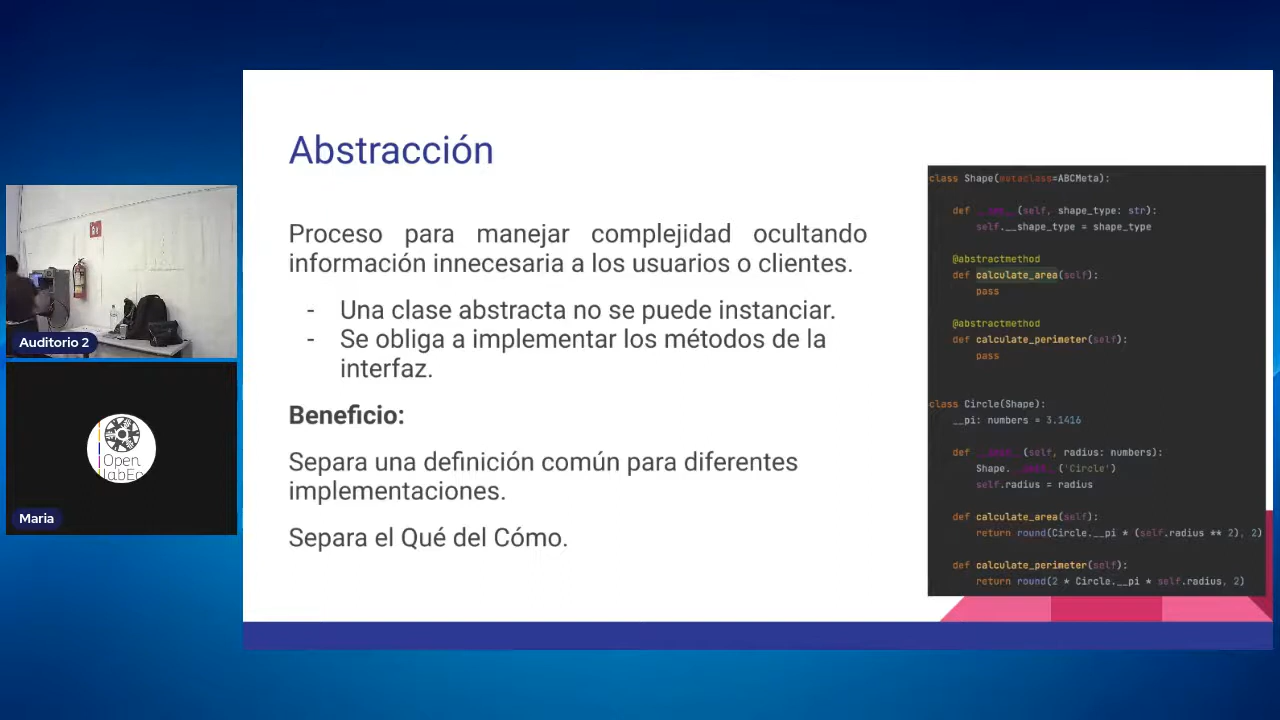 Abstracción
Proceso para manejar complejidad ocultando
información innecesaria a los usuarios o clientes.
- Una clase abstracta no se puede instanciar.
- Se obliga a implementar los métodos de la
interfaz.
Beneficio:
Separa una definición común para diferentes
implementaciones.
Separa el Qué del Cómo.
class Shape(metaclass=ABCMeta):
def (self, shape_type: str):
self.__shape_type = shape_type
@abstractmethod
def calculate_area(self):
pass
@abstractmethod
def calculate_perimeter(self):
pass
class Circle(Shape):
__pi: numbers = 3.1416
def (self, radius: numbers):
Shape. ('Circle')
self.radius = radius
def calculate_area(self):
return round(Circle.__pi * (self.radius ** 2), 2)
def calculate_perimeter(self):
return round(2 * Circle.__pi * self.radius, 2)
Auditorio 2
Open
labEc
Maria